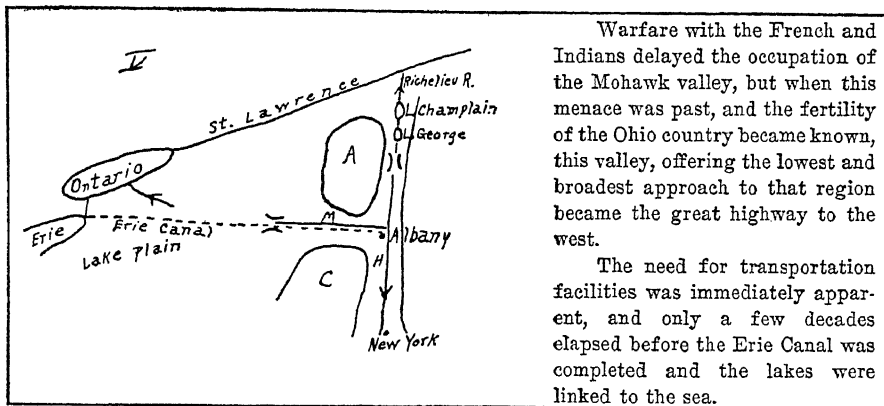 V
Richelieu R.
St. Lawrence
L. Champlain
L. George
A
Ontario
M
Erie Canal
Albany
Erie
Lake Plain
H
C
New York
Warfare with the French and
Indians delayed the occupation of
the Mohawk valley, but when this
menace was past, and the fertility
of the Ohio country became known,
this valley, offering the lowest and
broadest approach to that region
became the great highway to the
west.
The need for transportation
facilities was immediately appar-
ent, and only a few decades
elapsed before the Erie Canal was
completed and the lakes were
linked to the sea.